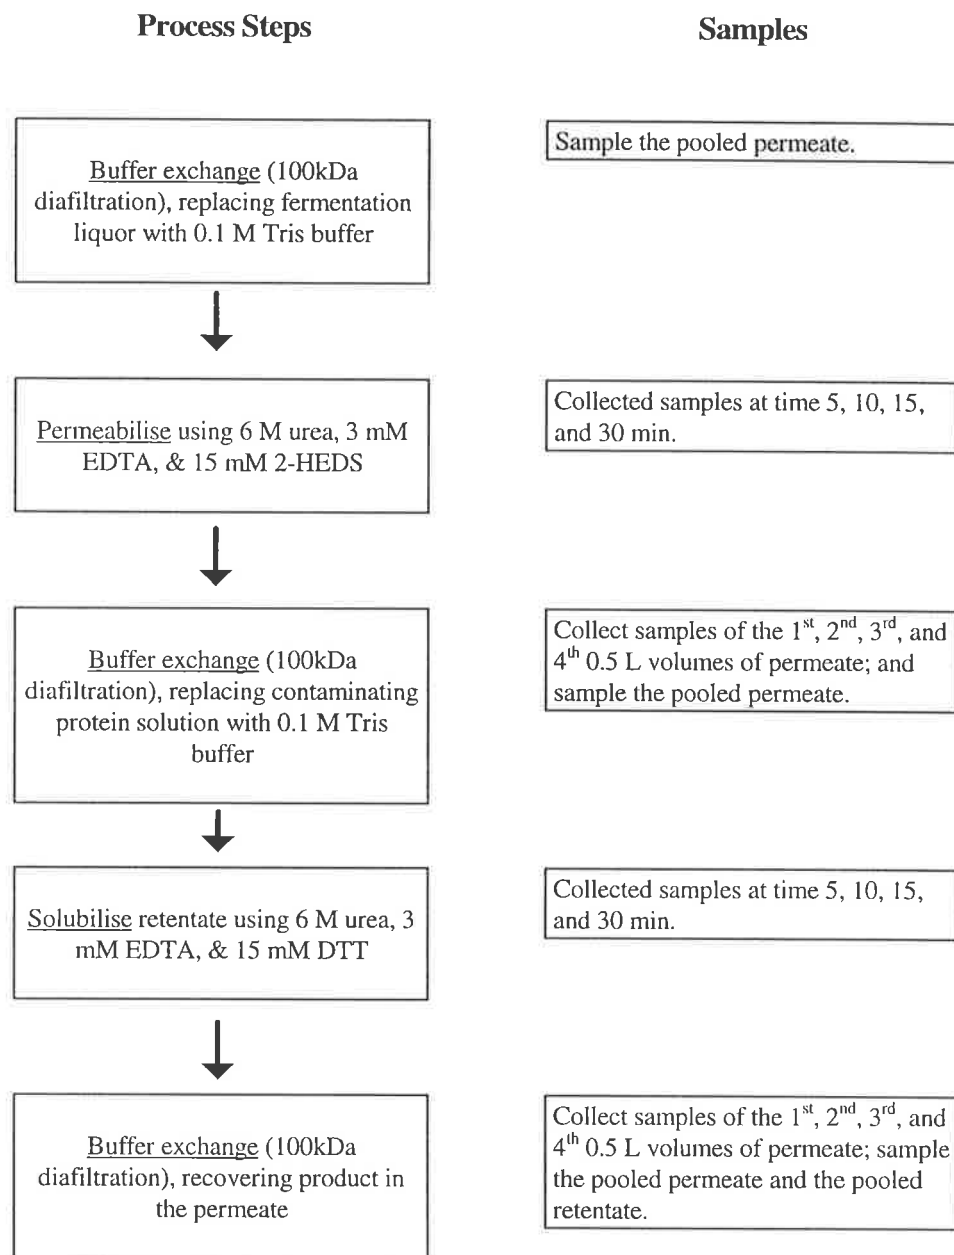 Process Steps
Samples
Buffer exchange (100kDa
diafiltration), replacing fermentation
liquor with 0.1 M Tris buffer
Sample the pooled permeate.
Permeabilise using 6 M urea, 3 mM
EDTA, & 15 mM 2-HEDS
Collected samples at time 5, 10, 15,
and 30 min.
Buffer exchange (100kDa
diafiltration), replacing contaminating
protein solution with 0.1 M Tris
buffer
Collect samples of the 1st, 2nd, 3rd, and
4th 0.5 L volumes of permeate; and
sample the pooled permeate.
Solubilise retentate using 6 M urea, 3
mM EDTA, & 15 mM DTT
Collected samples at time 5, 10, 15,
and 30 min.
Buffer exchange (100kDa
diafiltration), recovering product in
the permeate
Collect samples of the 1st, 2nd, 3rd, and
4th 0.5 L volumes of permeate; sample
the pooled permeate and the pooled
retentate.